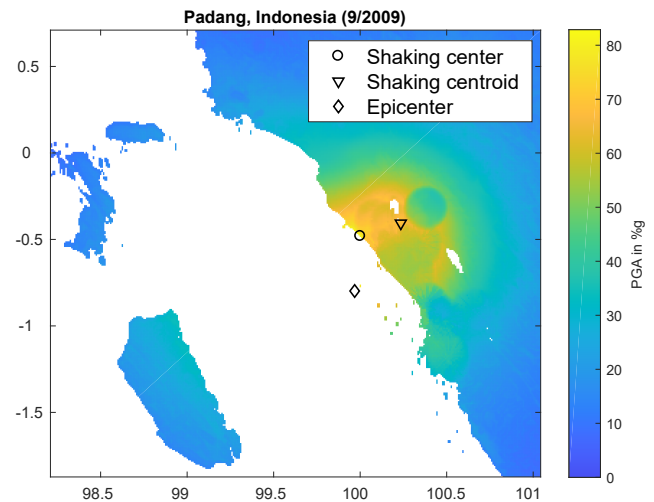 Padang, Indonesia (9/2009)
Shaking center
Shaking centroid
Epicenter
0.5
0
-0.5
-1
-1.5
98.5 99 99.5 100 100.5 101
80
70
60
50
40
30
20
10
0
PGA in %g